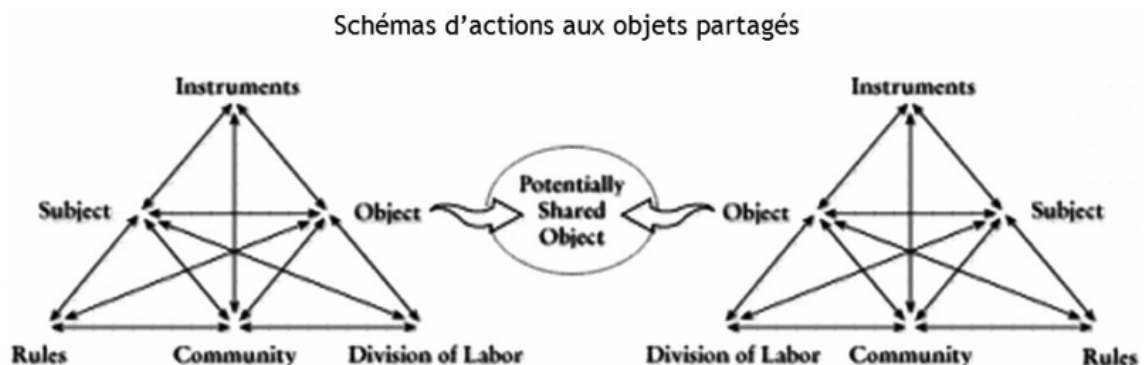 Schémas d'actions aux objets partagés
Instruments
Instruments
Subject
Object
Potentially
Shared
Object
Object
Subject
Rules
Community
Division of Labor
Division of Labor
Community
Rules